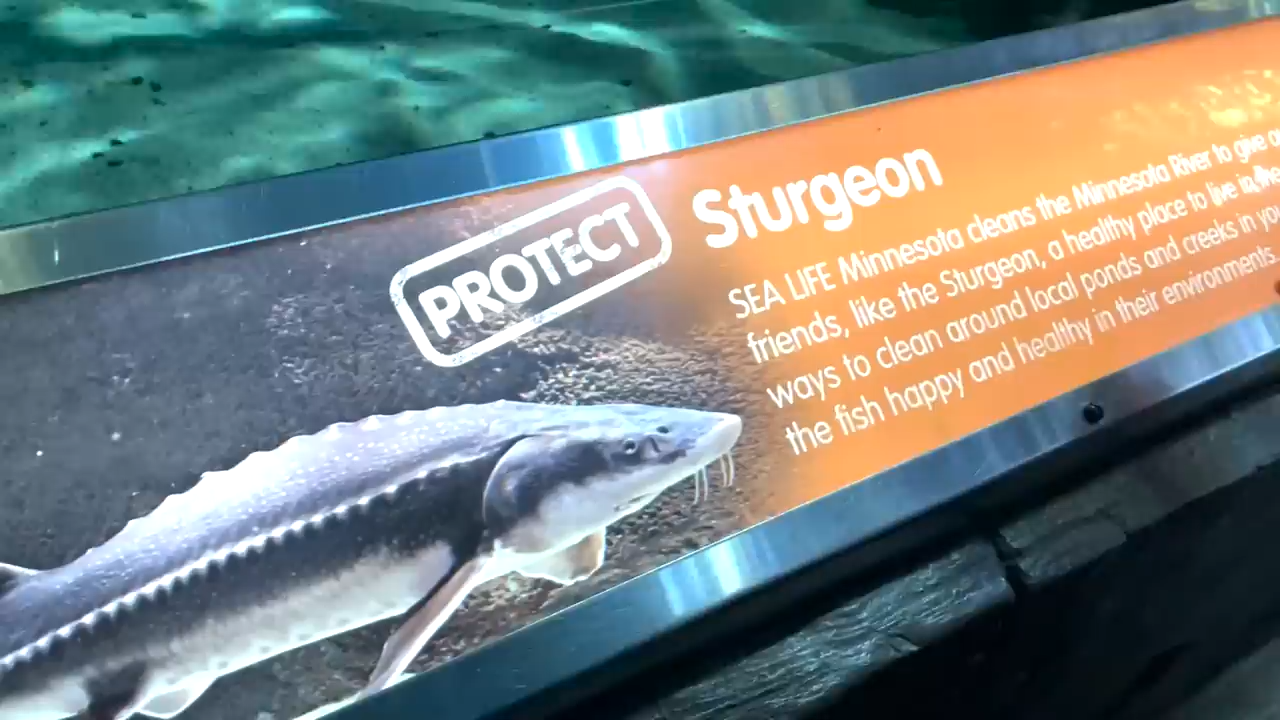 PROTECT
Sturgeon
SEA LIFE Minnesota cleans the Minnesota River to give
friends, like the Sturgeon, a healthy place to live in the
ways to clean around local ponds and creeks in
the fish happy and healthy in their environments.